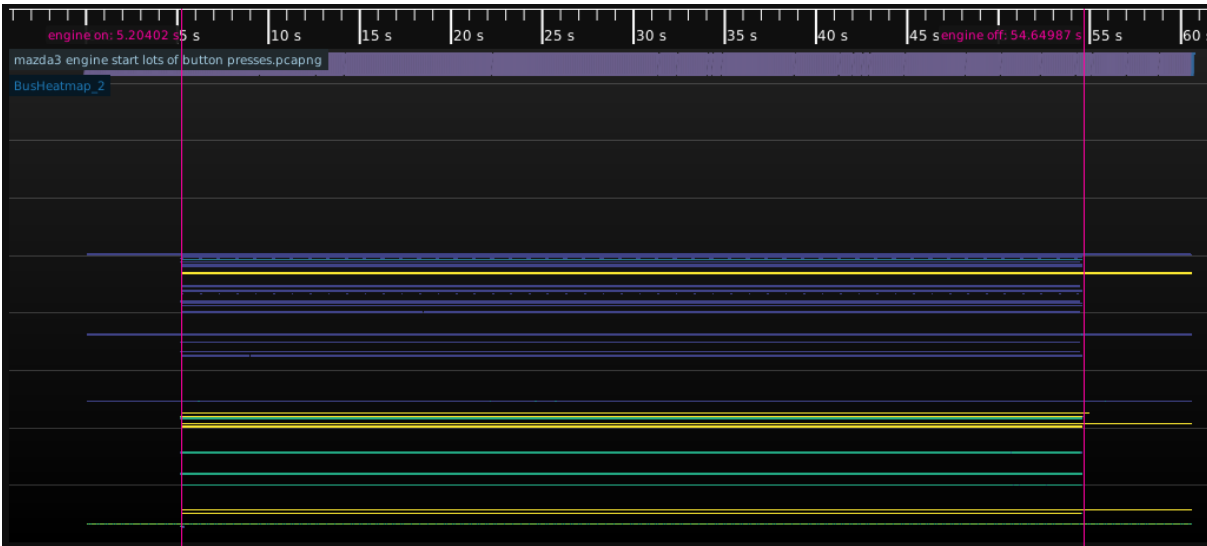 engine on: 5.20402 s 5 s 10 s 15 s 20 s 25 s 30 s 35 s 40 s 45 s engine off: 54.64987 s 55 s 60
mazda3 engine start lots of button presses.pcapng
BusHeatmap_2